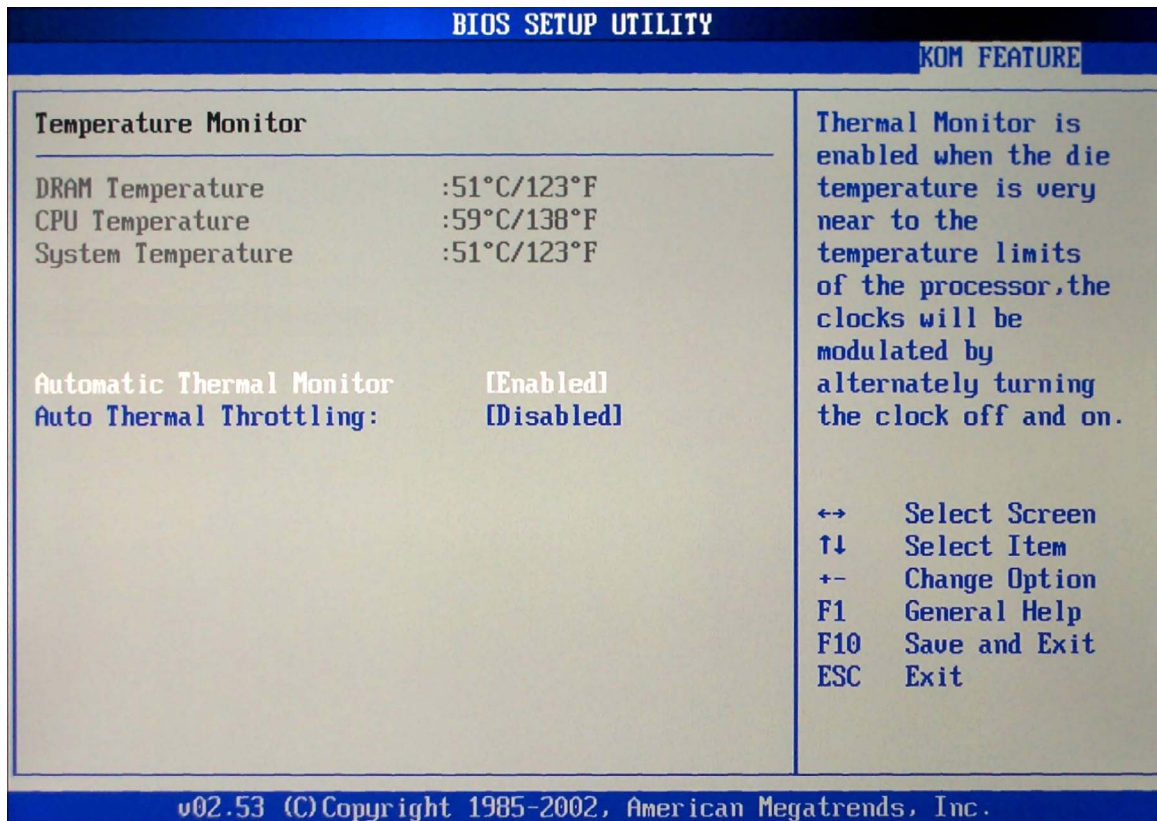 BIOS SETUP UTILITY
KOM FEATURE
Temperature Monitor
DRAM Temperature :51°C/123°F
CPU Temperature :59°C/138°F
System Temperature :51°C/123°F
Automatic Thermal Monitor [Enabled]
Auto Thermal Throttling: [Disabled]
Thermal Monitor is
enabled when the die
temperature is very
near to the
temperature limits
of the processor,the
clocks will be
modulated by
alternately turning
the clock off and on.
←→ Select Screen
↑↓ Select Item
+- Change Option
F1 General Help
F10 Save and Exit
ESC Exit
v02.53 (C)Copyright 1985-2002, American Megatrends, Inc.